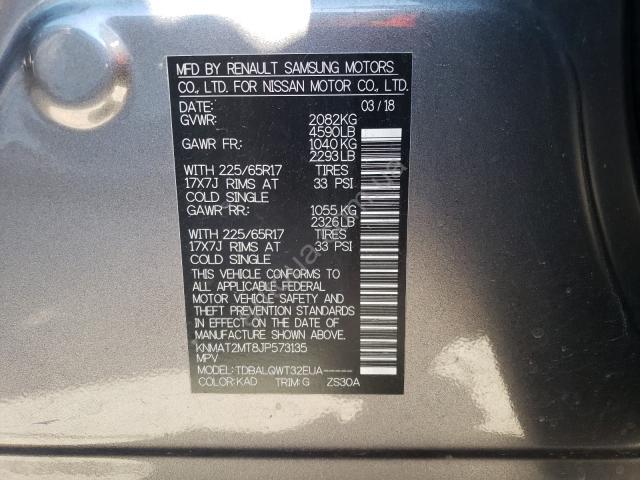 MFD BY RENAULT SAMSUNG MOTORS
CO., LTD. FOR NISSAN MOTOR CO., LTD.
DATE: 03/18
GVWR: 2082KG
4590LB
GAWR FR: 1040KG
2293LB
WITH 225/65R17 TIRES
17X7J RIMS AT 33 PSI
COLD SINGLE
GAWR RR: 1055KG
2326LB
WITH 225/65R17 TIRES
17X7J RIMS AT 33 PSI
COLD SINGLE
THIS VEHICLE CONFORMS TO
ALL APPLICABLE FEDERAL
MOTOR VEHICLE SAFETY AND
THEFT PREVENTION STANDARDS
IN EFFECT ON THE DATE OF
MANUFACTURE SHOWN ABOVE.
KNMAT2MT8JP573135
MPV
MODEL: TDBALQWT32EUA-----
COLOR: KAD TRIM: G ZS30A